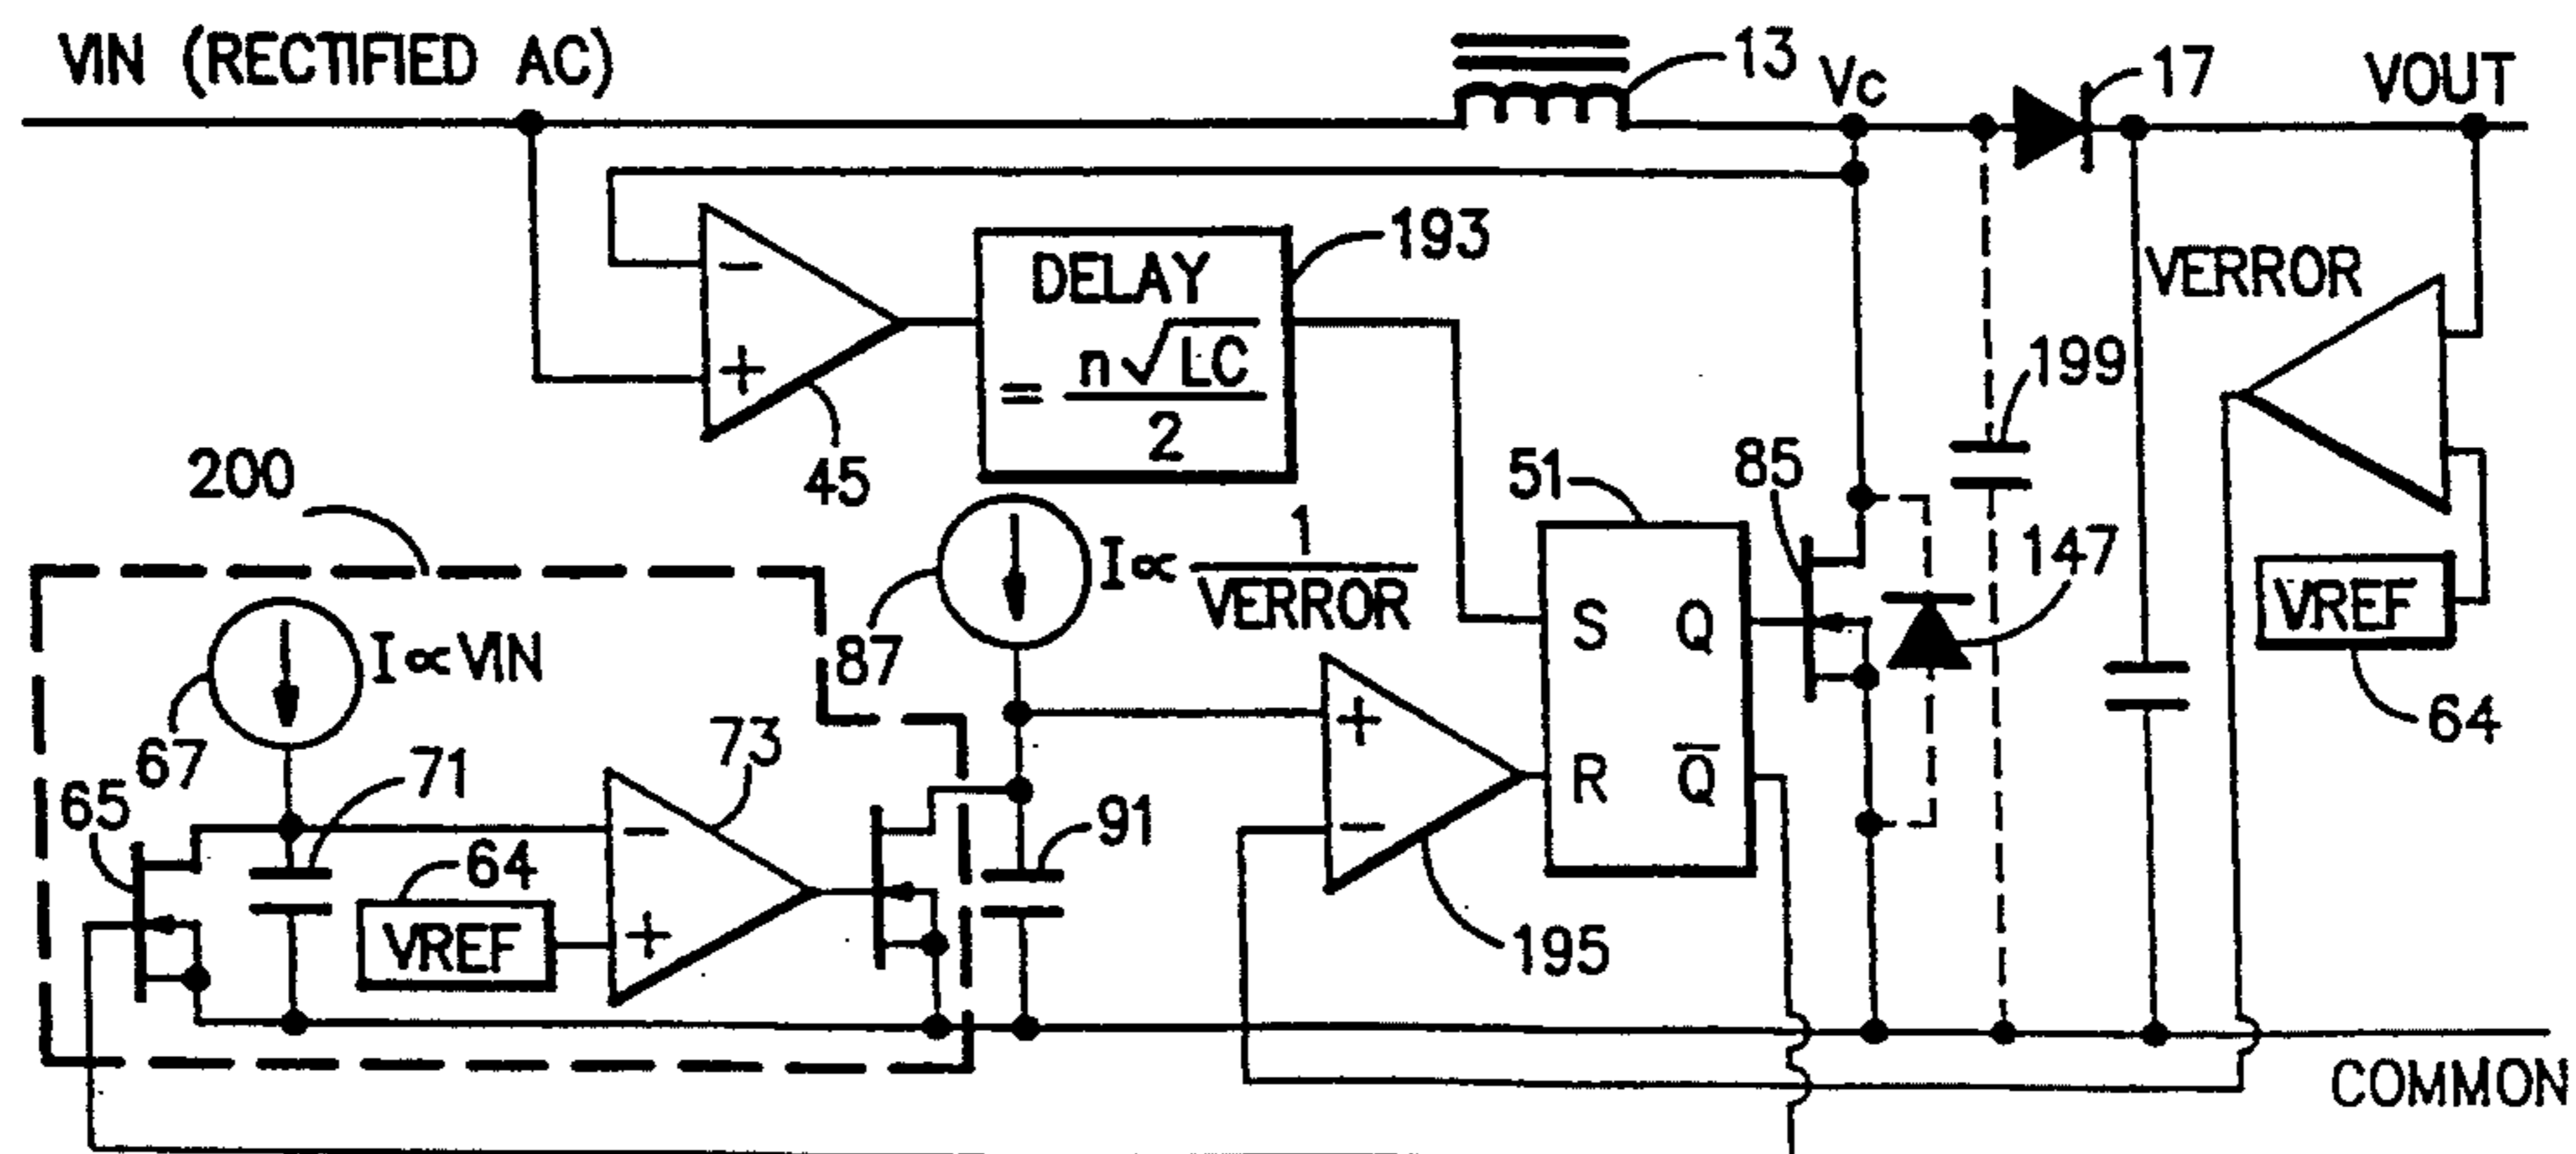 VIN (RECTIFIED AC)
13
Vc
17
VOUT
193
DELAY
= n√LC / 2
VERROR
199
200
45
51
85
147
I∝ 1 / VERROR
87
VREF
64
S Q
I∝VIN
67
73
65
71
64
VREF
91
R Q̅
195
COMMON
- +
- +
+ -